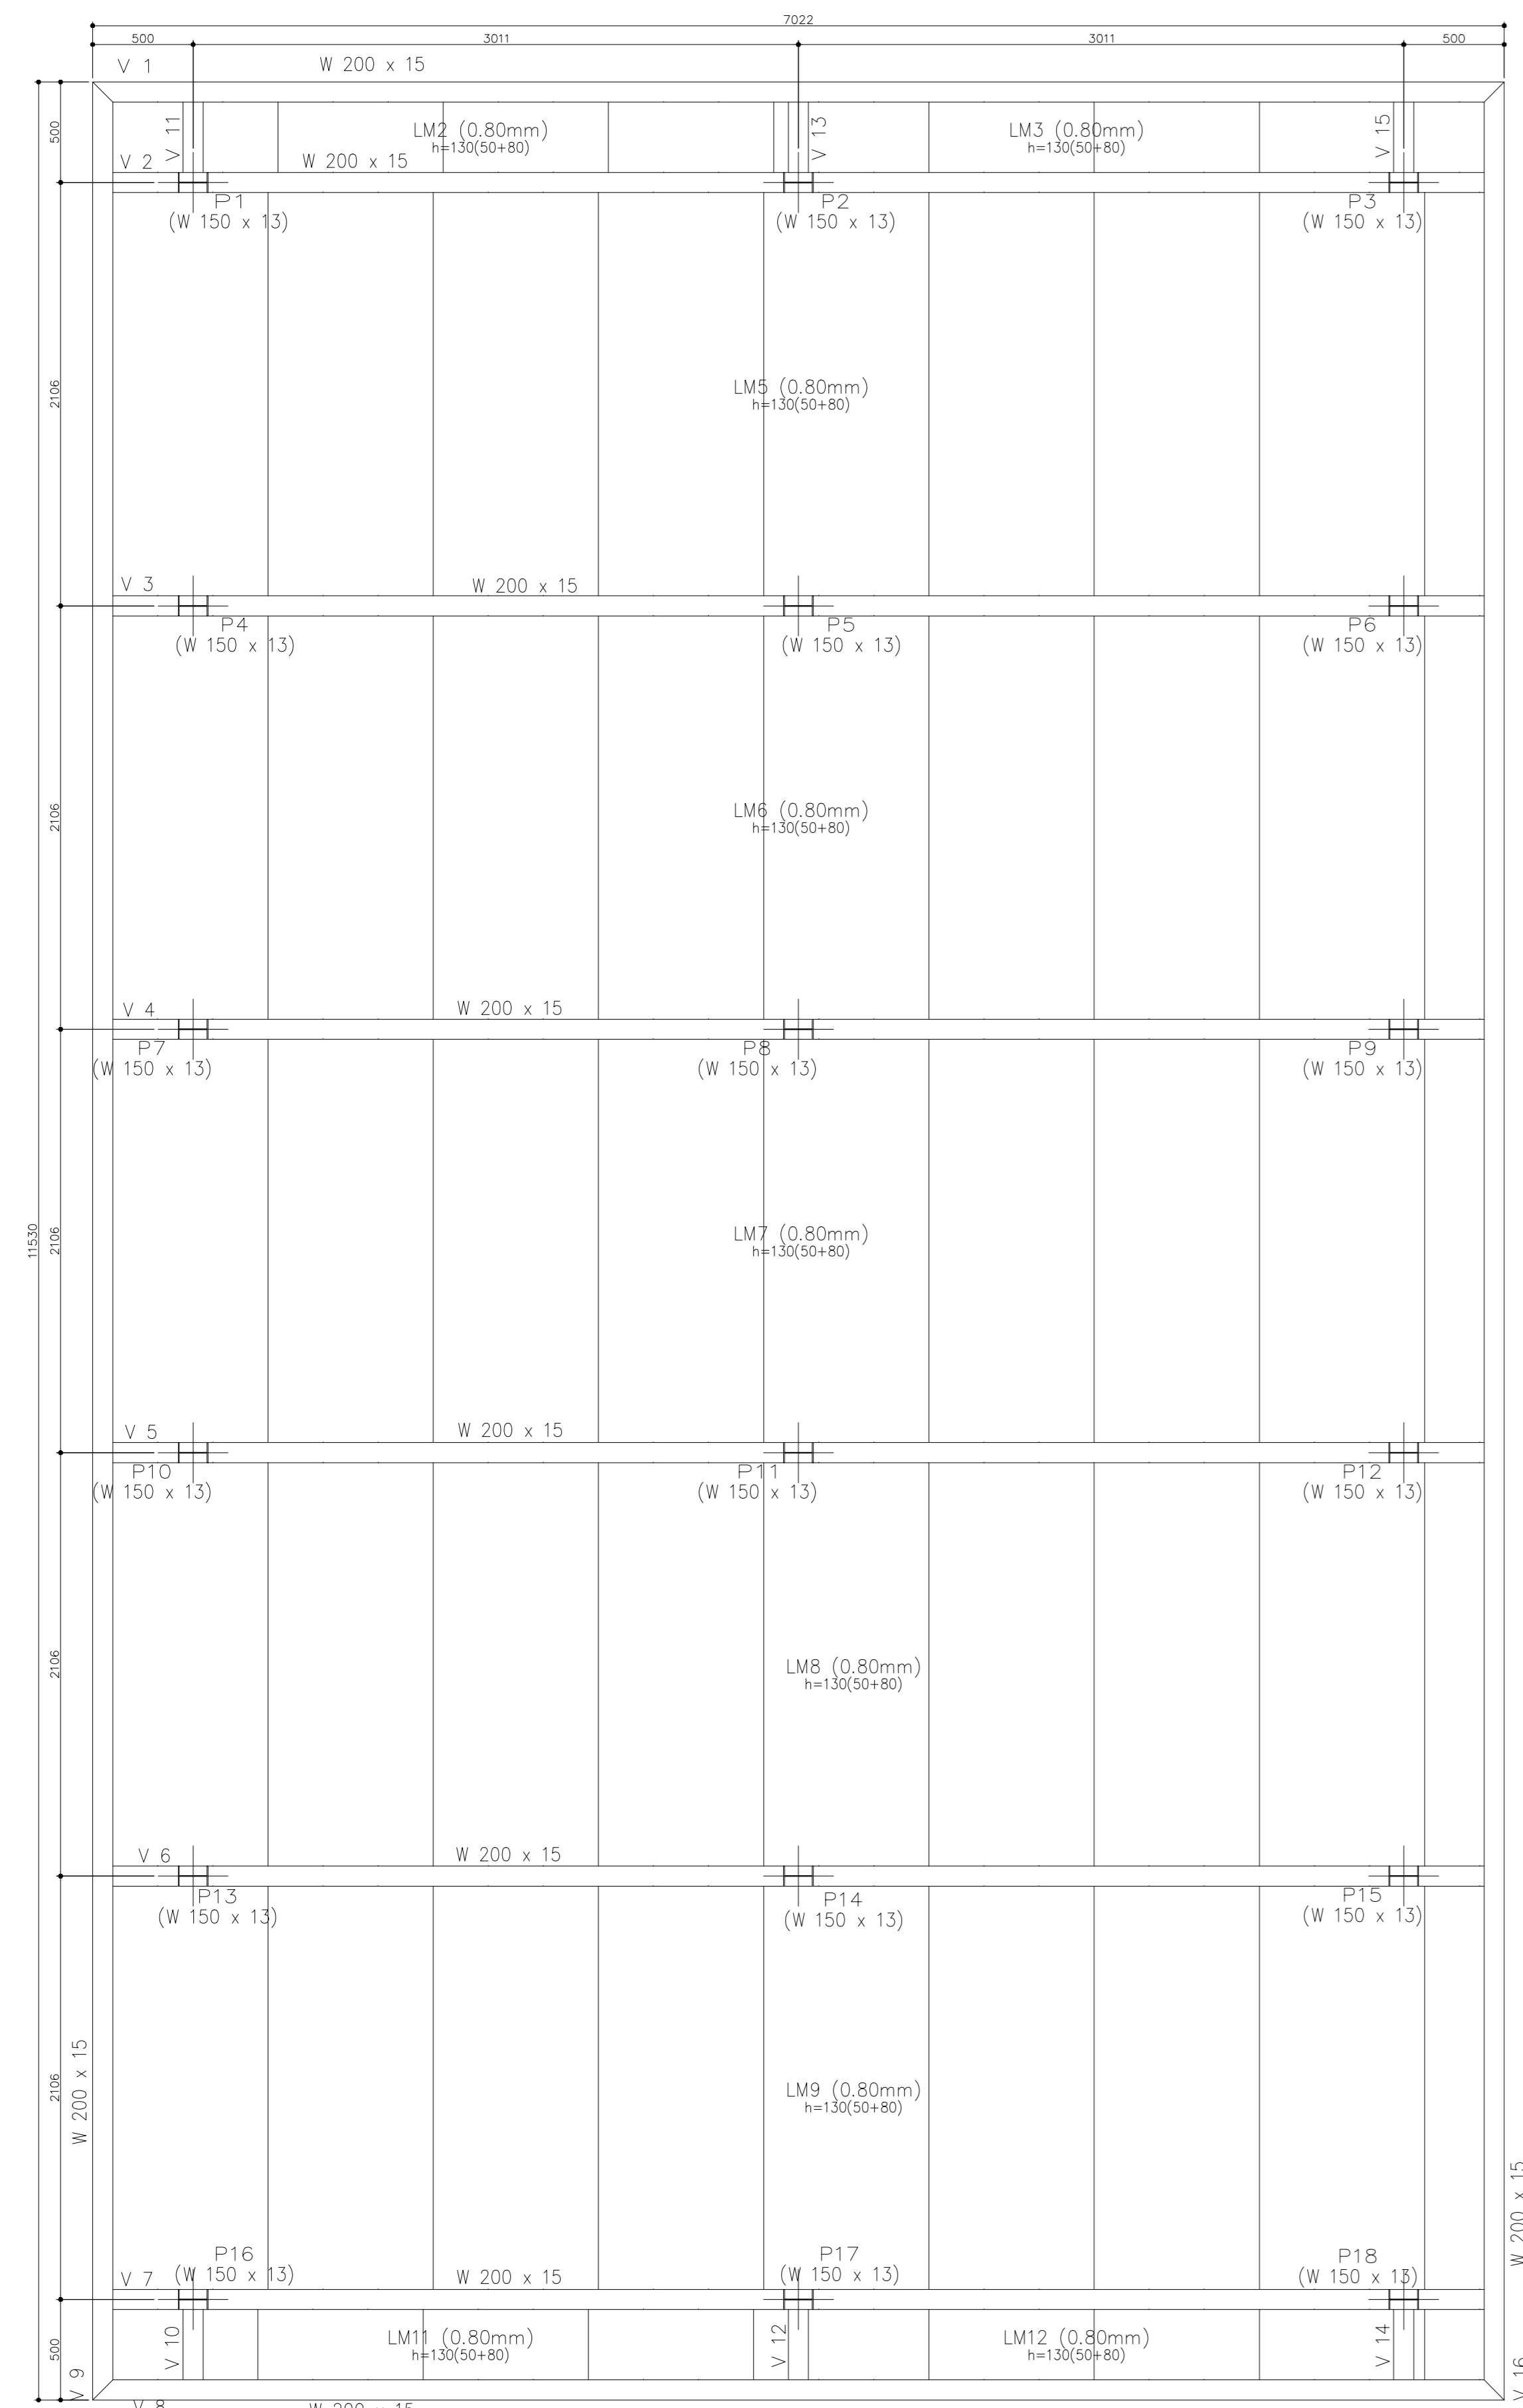 7022
500 3011 3011 500
V 1 W 200 x 15
500
V 11
LM2 (0.80mm)
h=130(50+80)
V 13
LM3 (0.80mm)
h=130(50+80)
V 15
V 2 W 200 x 15
P1
(W 150 x 13)
P2
(W 150 x 13)
P3
(W 150 x 13)
2106
LM5 (0.80mm)
h=130(50+80)
V 3 W 200 x 15
P4
(W 150 x 13)
P5
(W 150 x 13)
P6
(W 150 x 13)
2106
LM6 (0.80mm)
h=130(50+80)
V 4 W 200 x 15
P7
(W 150 x 13)
P8
(W 150 x 13)
P9
(W 150 x 13)
11530
2106
LM7 (0.80mm)
h=130(50+80)
V 5 W 200 x 15
P10
(W 150 x 13)
P11
(W 150 x 13)
P12
(W 150 x 13)
2106
LM8 (0.80mm)
h=130(50+80)
V 6 W 200 x 15
P13
(W 150 x 13)
P14
(W 150 x 13)
P15
(W 150 x 13)
W 200 x 15
2106
LM9 (0.80mm)
h=130(50+80)
W 200 x 15
P16
(W 150 x 13)
P17
(W 150 x 13)
P18
(W 150 x 13)
V 7 W 200 x 15
500
V 9
V 10
LM11 (0.80mm)
h=130(50+80)
V 12
LM12 (0.80mm)
h=130(50+80)
V 14
V 16
V 8 W 200 x 15